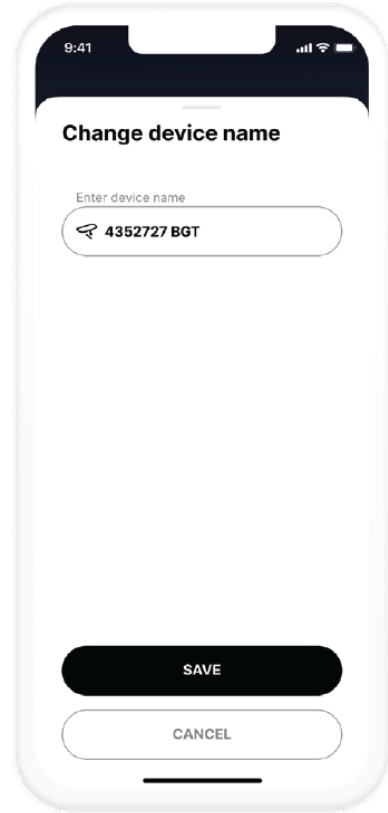 9:41
Change device name
Enter device name
4352727 BGT
SAVE
CANCEL